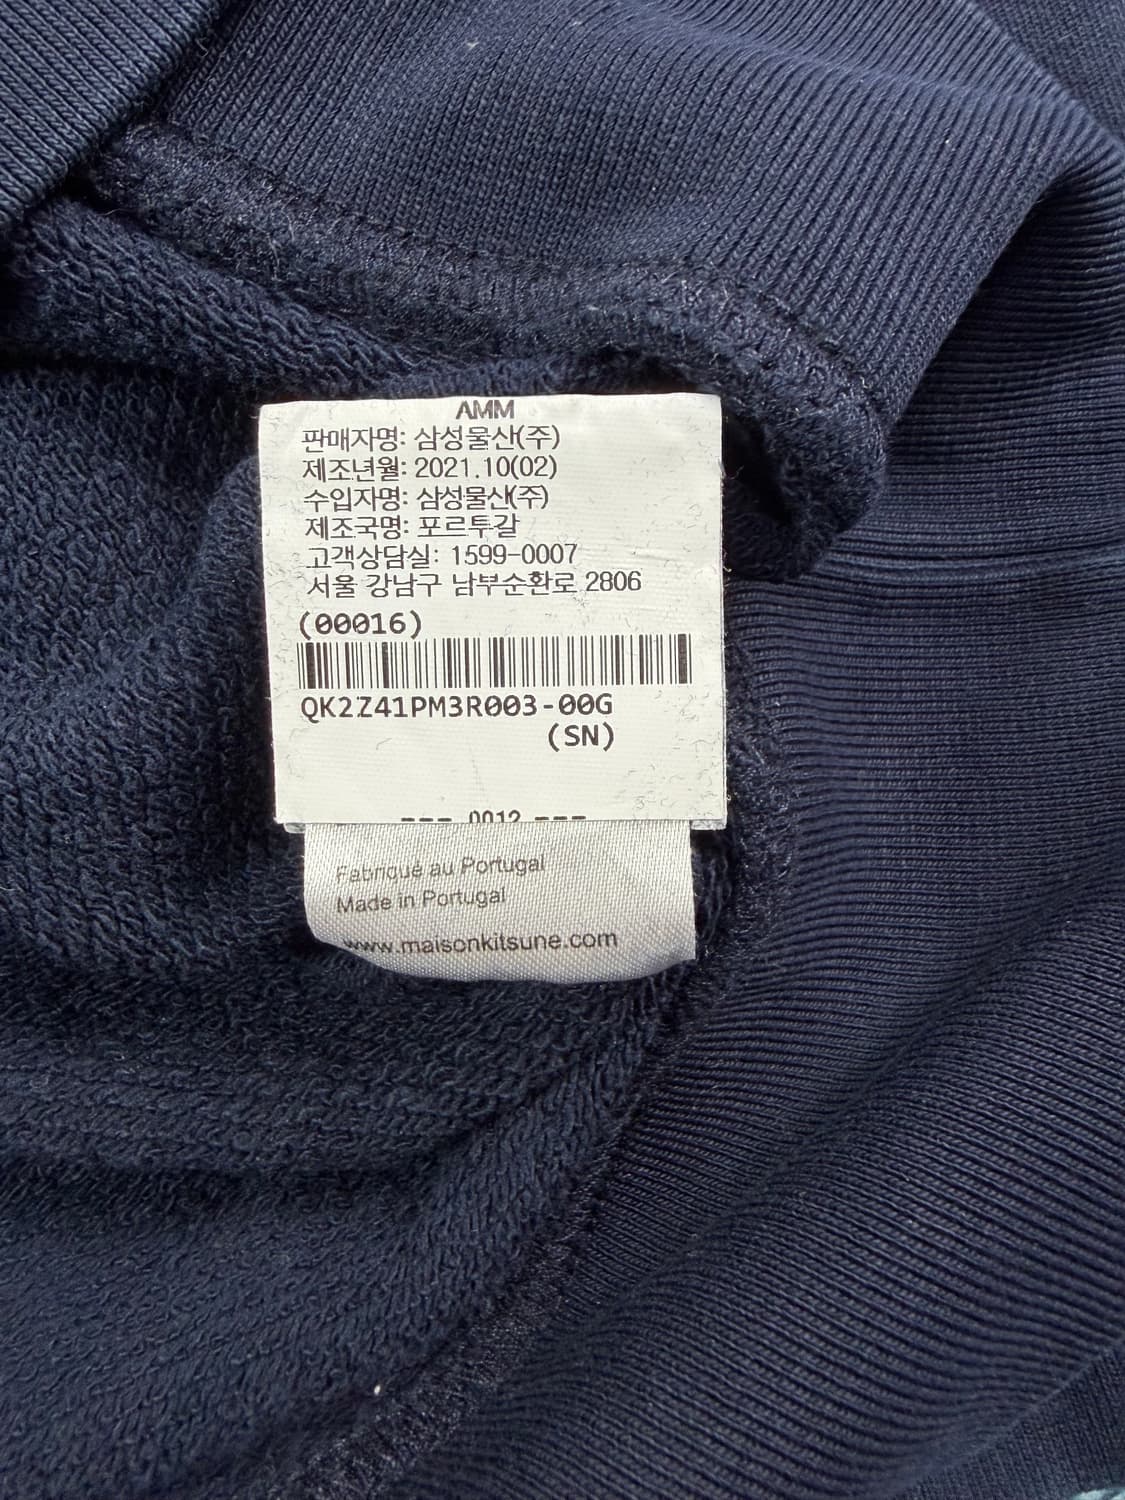 AMM
판매자명: 삼성물산(주)
제조년월: 2021.10(02)
수입자명: 삼성물산(주)
제조국명: 포르투갈
고객상담실: 1599-0007
서울 강남구 남부순환로 2806
(00016)
QK2Z41PM3R003-00G
(SN)
--- 0012 ---
Fabriqué au Portugal
Made in Portugal
www.maisonkitsune.com